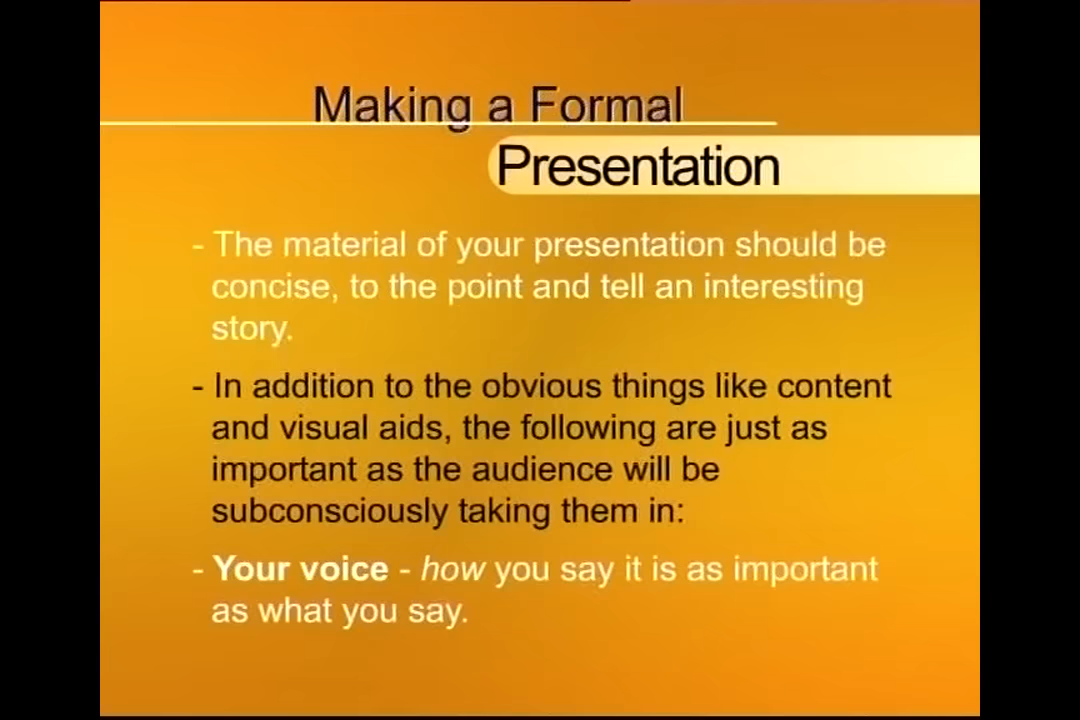 Making a Formal
Presentation
- The material of your presentation should be
concise, to the point and tell an interesting
story.
- In addition to the obvious things like content
and visual aids, the following are just as
important as the audience will be
subconsciously taking them in:
- Your voice - how you say it is as important
as what you say.